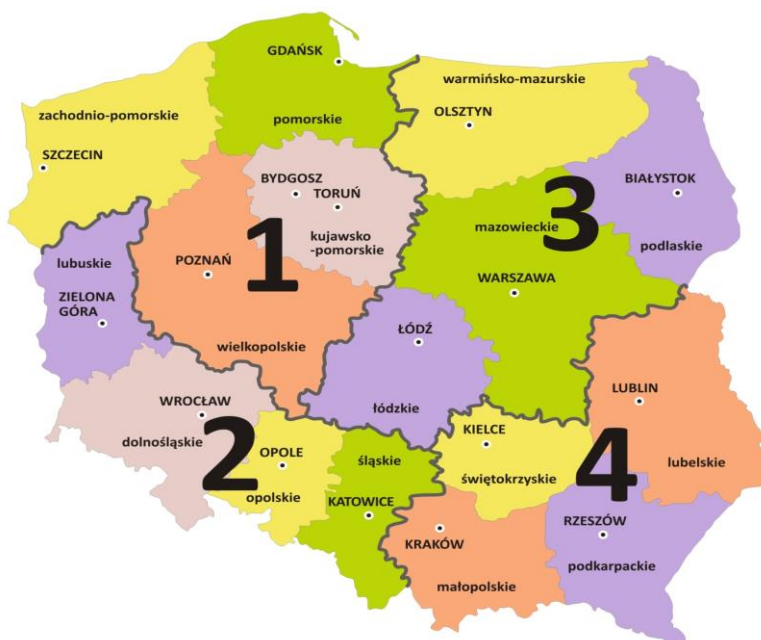 GDAŃSK
pomorskie
zachodnio-pomorskie
SZCZECIN
warmińsko-mazurskie
OLSZTYN
BYDGOSZ
TORUŃ
kujawsko
-pomorskie
BIAŁYSTOK
podlaskie
3
mazowieckie
WARSZAWA
1
POZNAŃ
wielkopolskie
lubuskie
ZIELONA
GÓRA
ŁÓDŹ
łódzkie
WROCŁAW
dolnośląskie
2
OPOLE
opolskie
śląskie
KATOWICE
KIELCE
świętokrzyskie
4
LUBLIN
lubelskie
KRAKÓW
małopolskie
RZESZÓW
podkarpackie